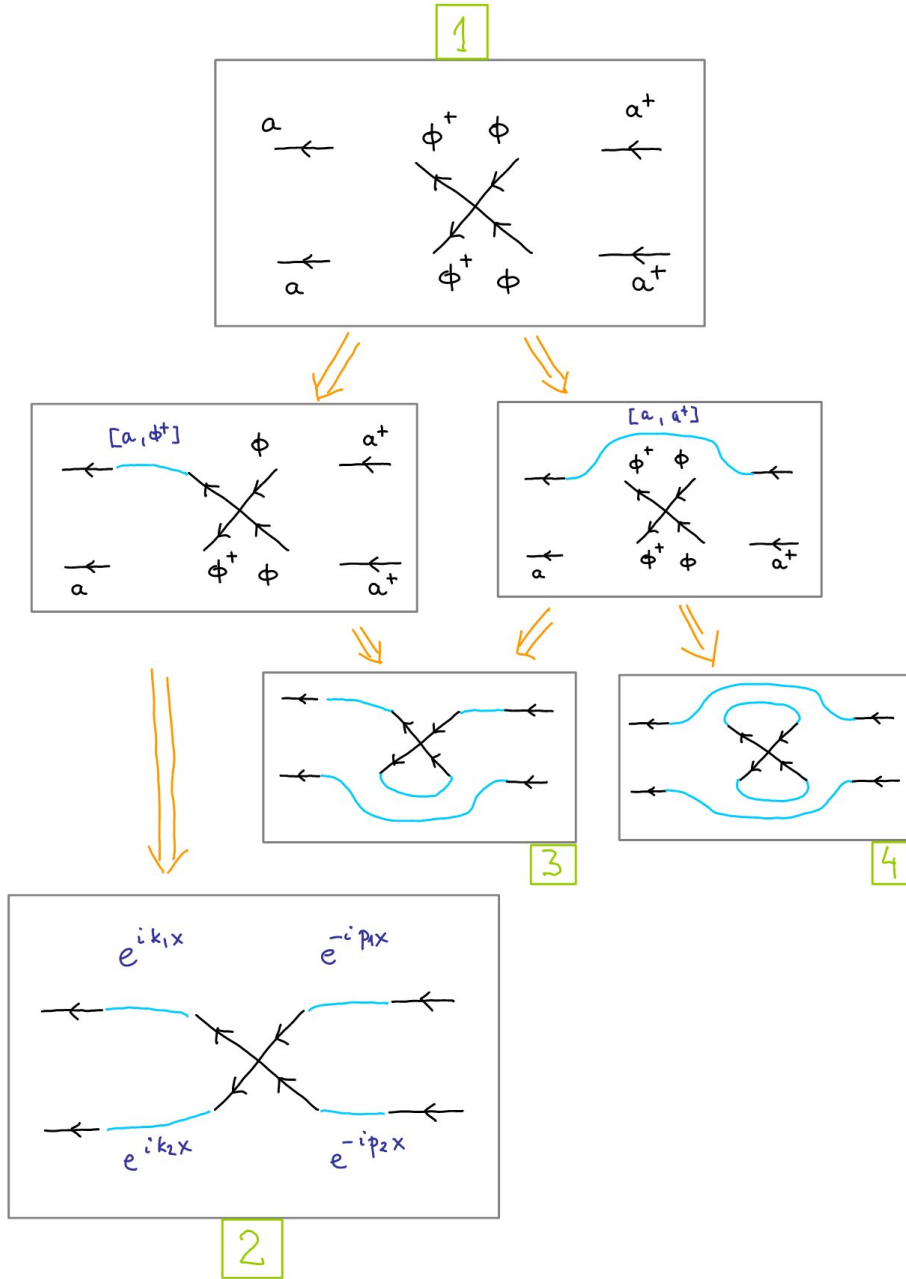 1
a ϕ⁺ ϕ a⁺
a ϕ⁺ ϕ a⁺
[a, ϕ⁺] ϕ a⁺
a ϕ⁺ ϕ a⁺
[a, a⁺]
ϕ⁺ ϕ
a ϕ⁺ ϕ a⁺
3
4
e^{ik₁x} e^{-ip₁x}
e^{ik₂x} e^{-ip₂x}
2